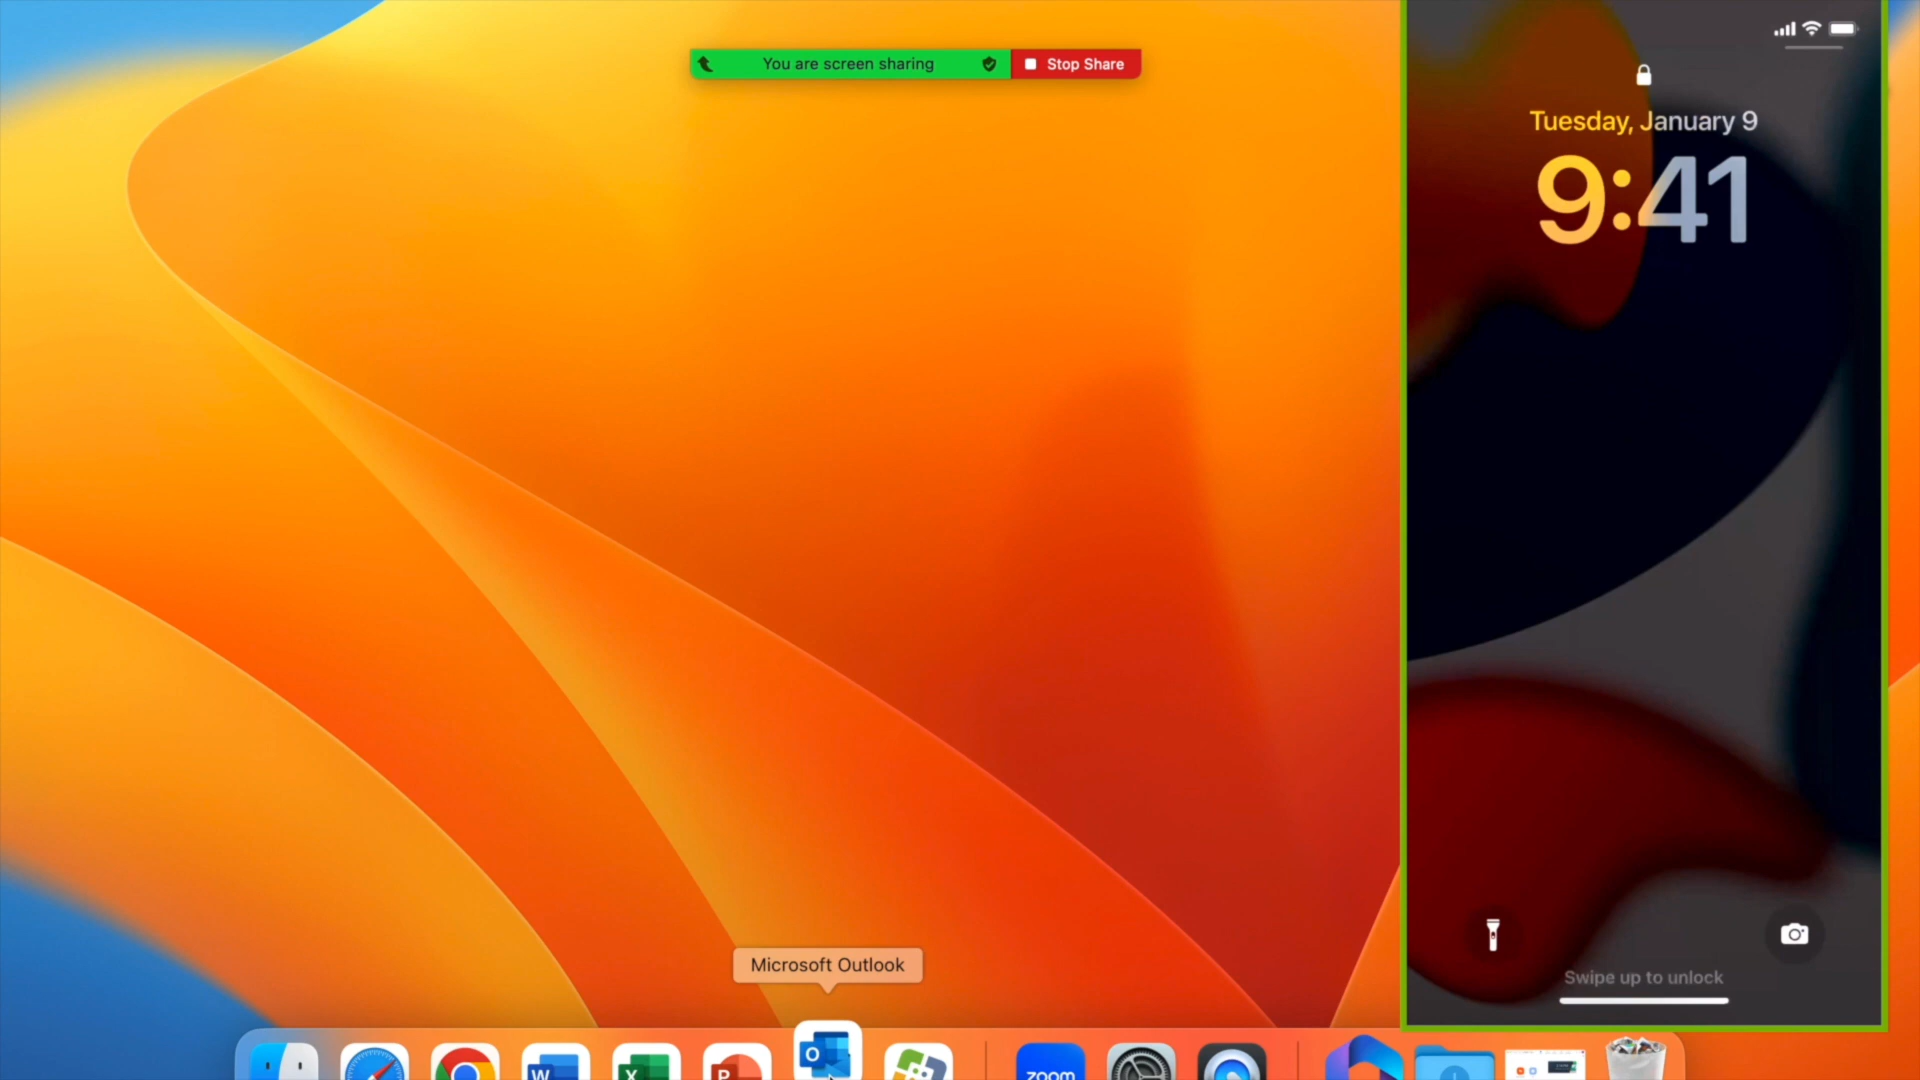 You are screen sharing
Stop Share
Tuesday, January 9
9:41
Swipe up to unlock
Microsoft Outlook
W
X
P
O
zoom